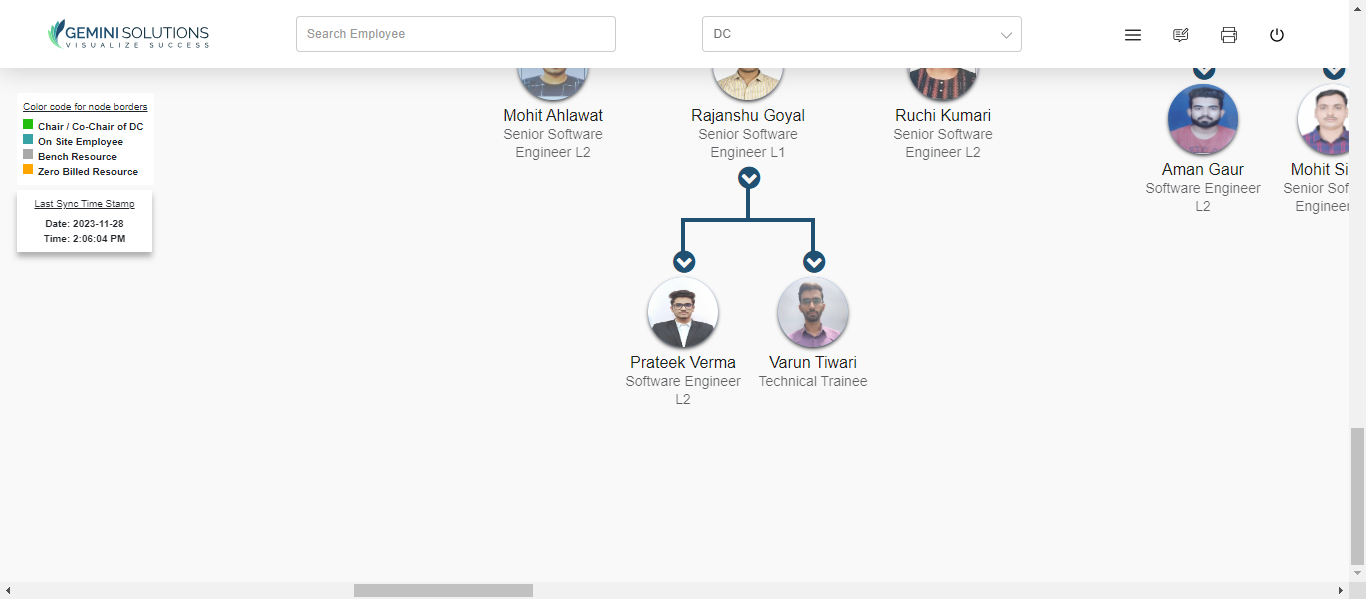 GEMINI SOLUTIONS
VISUALIZE SUCCESS
Search Employee
DC
Color code for node borders
Chair / Co-Chair of DC
On Site Employee
Bench Resource
Zero Billed Resource
Last Sync Time Stamp
Date: 2023-11-28
Time: 2:06:04 PM
Mohit Ahlawat
Senior Software
Engineer L2
Rajanshu Goyal
Senior Software
Engineer L1
Ruchi Kumari
Senior Software
Engineer L2
Aman Gaur
Software Engineer
L2
Mohit Si
Senior Sof
Engineer
Prateek Verma
Software Engineer
L2
Varun Tiwari
Technical Trainee